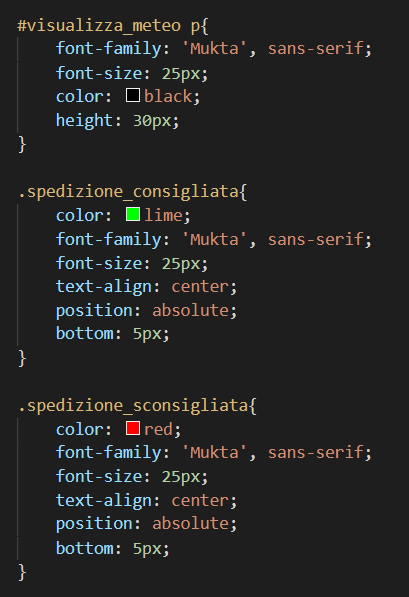 #visualizza_meteo p{
    font-family: 'Mukta', sans-serif;
    font-size: 25px;
    color: black;
    height: 30px;
}

.spedizione_consigliata{
    color: lime;
    font-family: 'Mukta', sans-serif;
    font-size: 25px;
    text-align: center;
    position: absolute;
    bottom: 5px;
}

.spedizione_sconsigliata{
    color: red;
    font-family: 'Mukta', sans-serif;
    font-size: 25px;
    text-align: center;
    position: absolute;
    bottom: 5px;
}